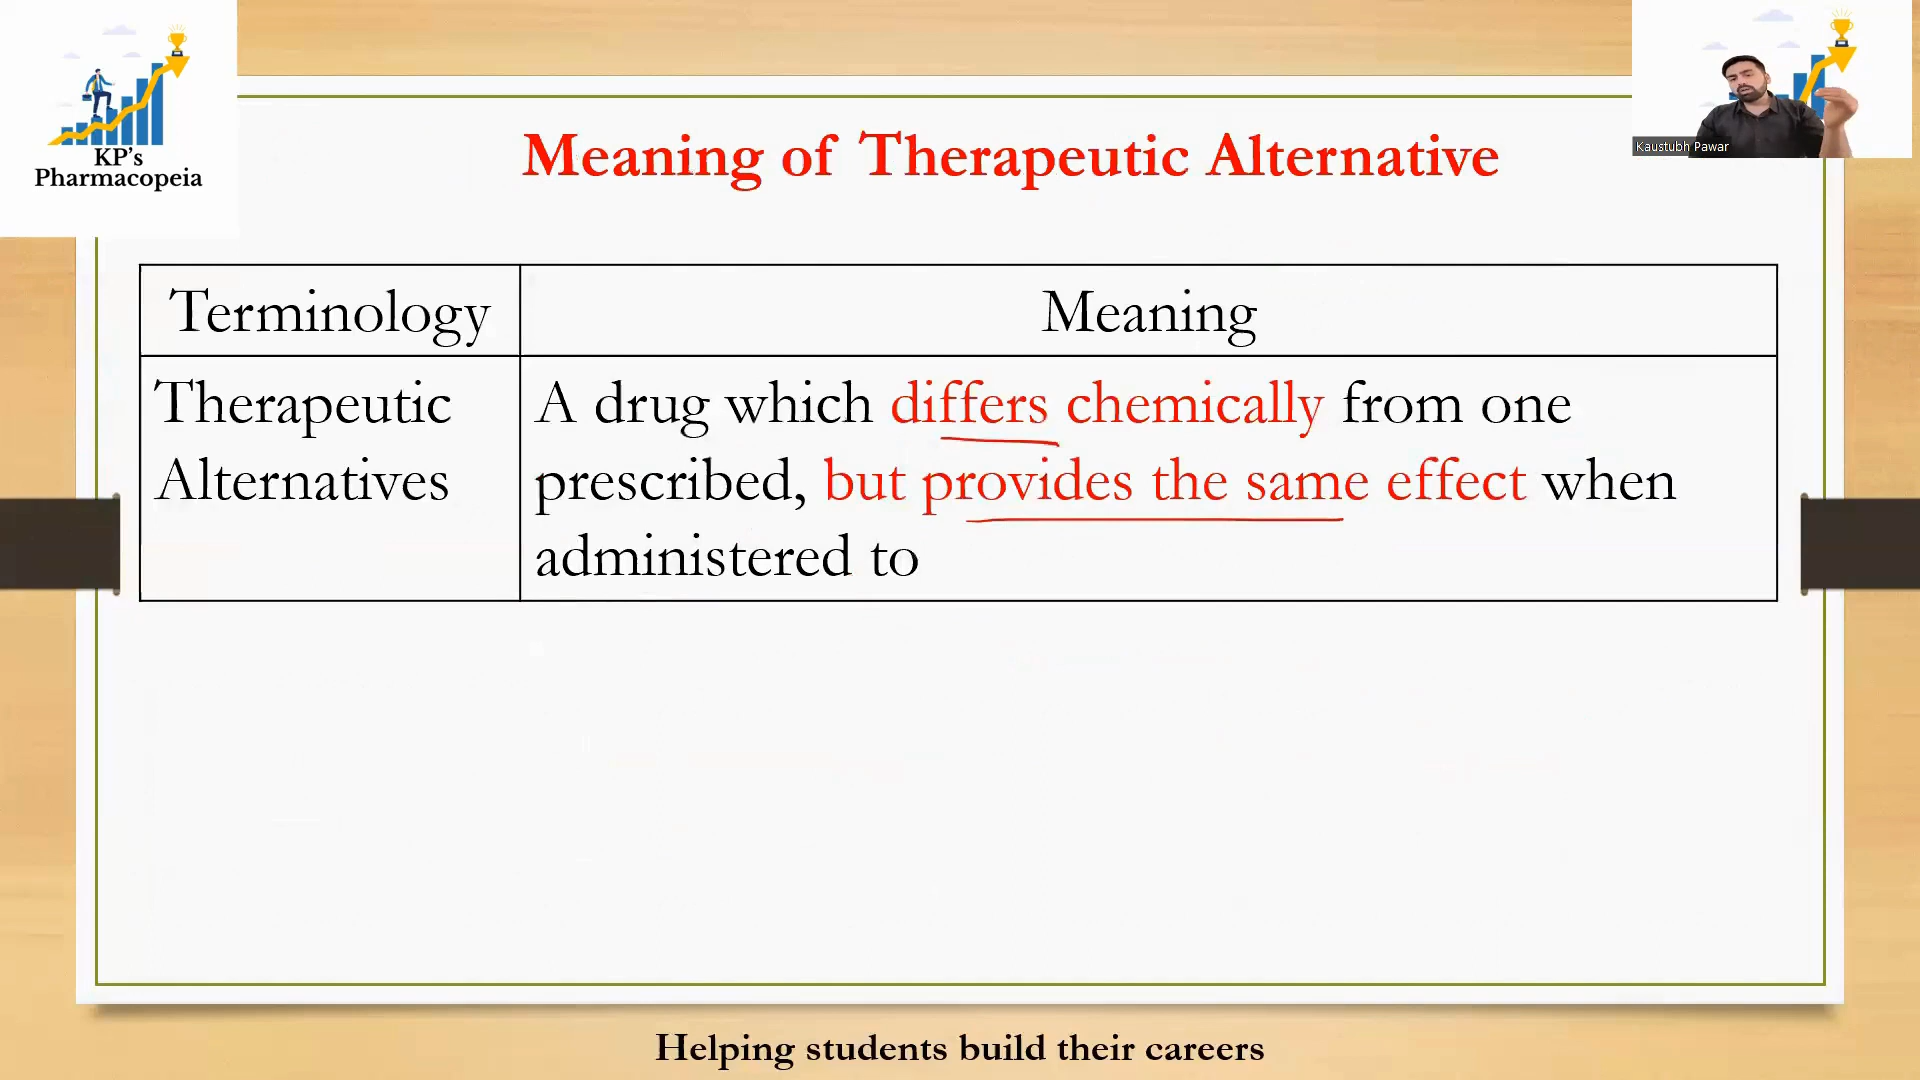 KP's
Pharmacopeia
Kaustubh Pawar
Meaning of Therapeutic Alternative
Terminology
Meaning
Therapeutic
Alternatives
A drug which differs chemically from one
prescribed, but provides the same effect when
administered to
Helping students build their careers